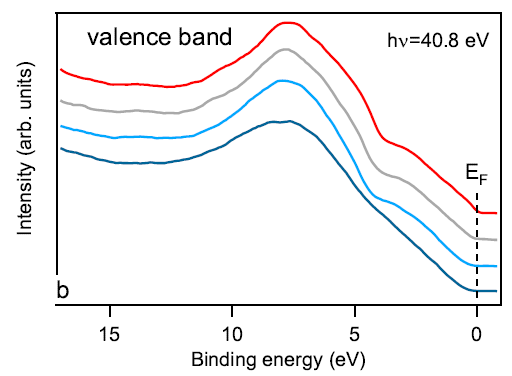 valence band
hν=40.8 eV
E_F
b
15 10 5 0
Binding energy (eV)
Intensity (arb. units)